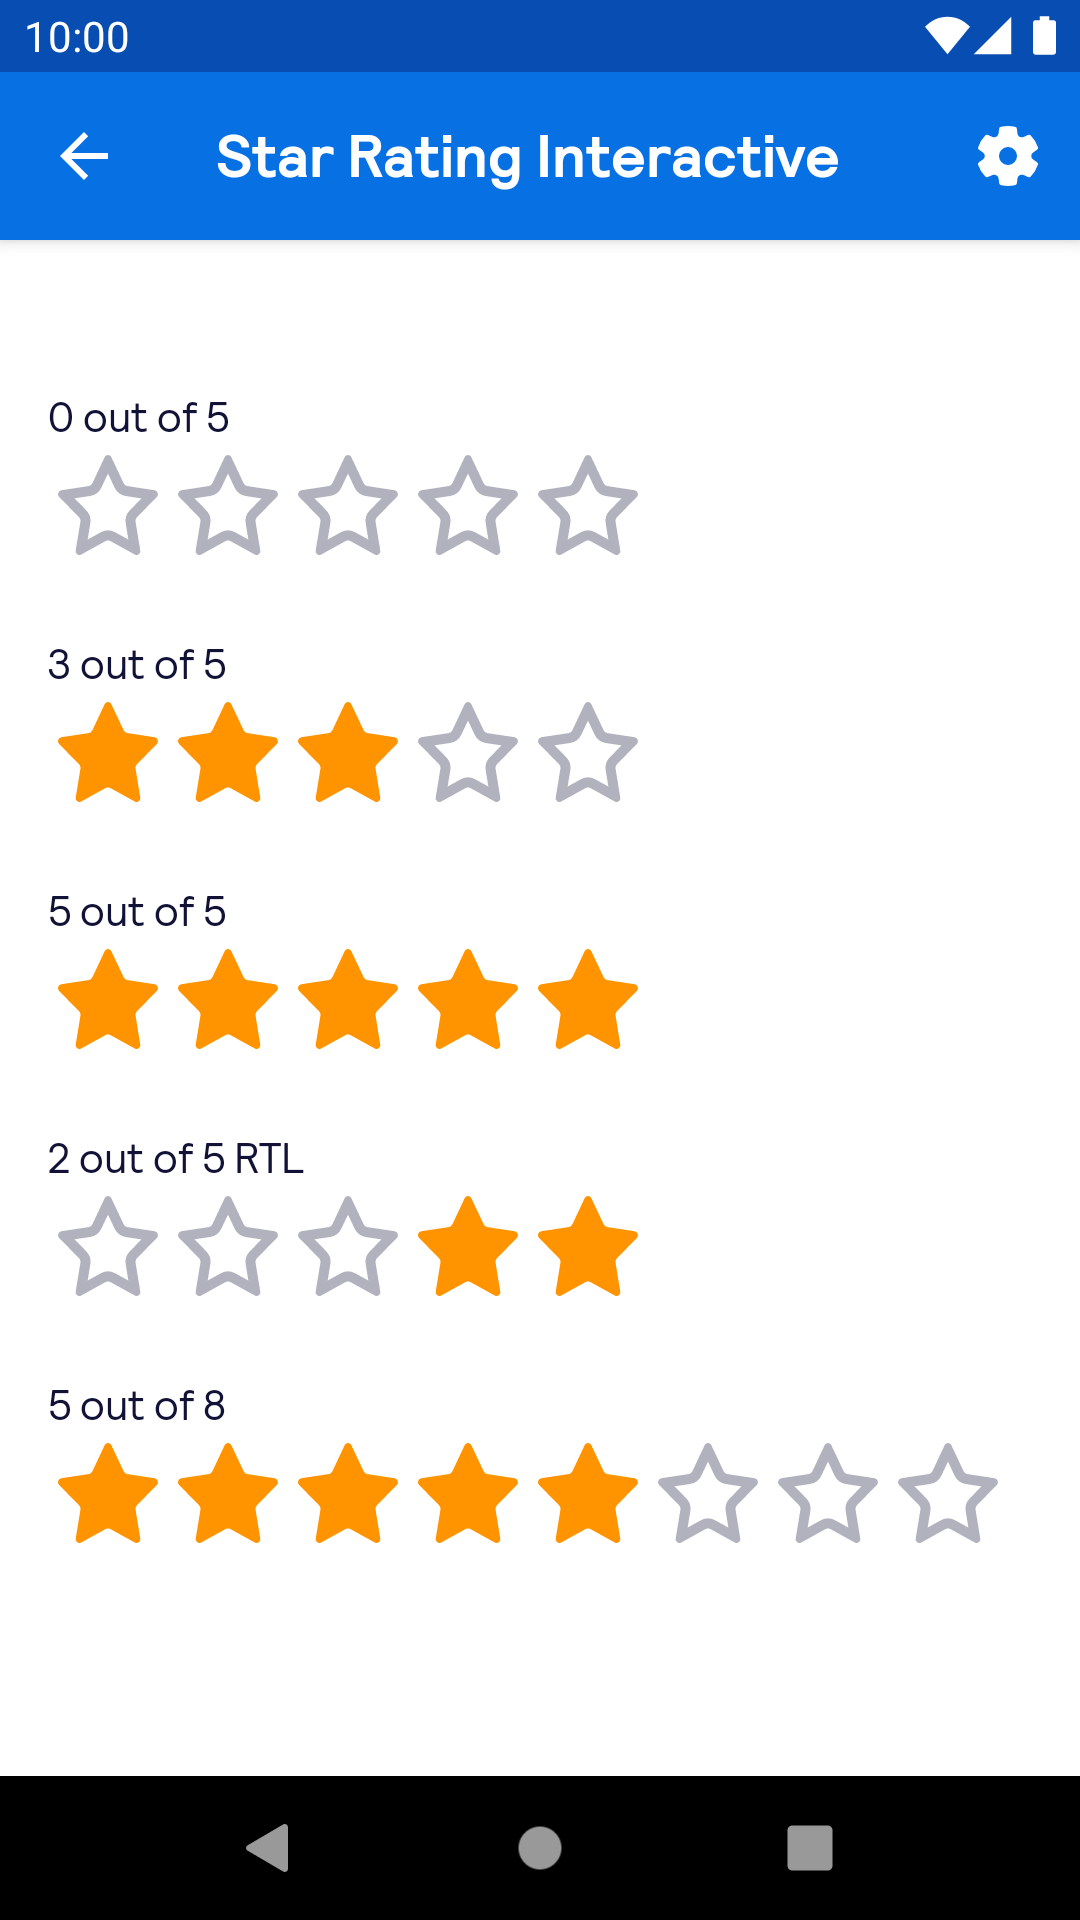 10:00
Star Rating Interactive
0 out of 5
3 out of 5
5 out of 5
2 out of 5 RTL
5 out of 8